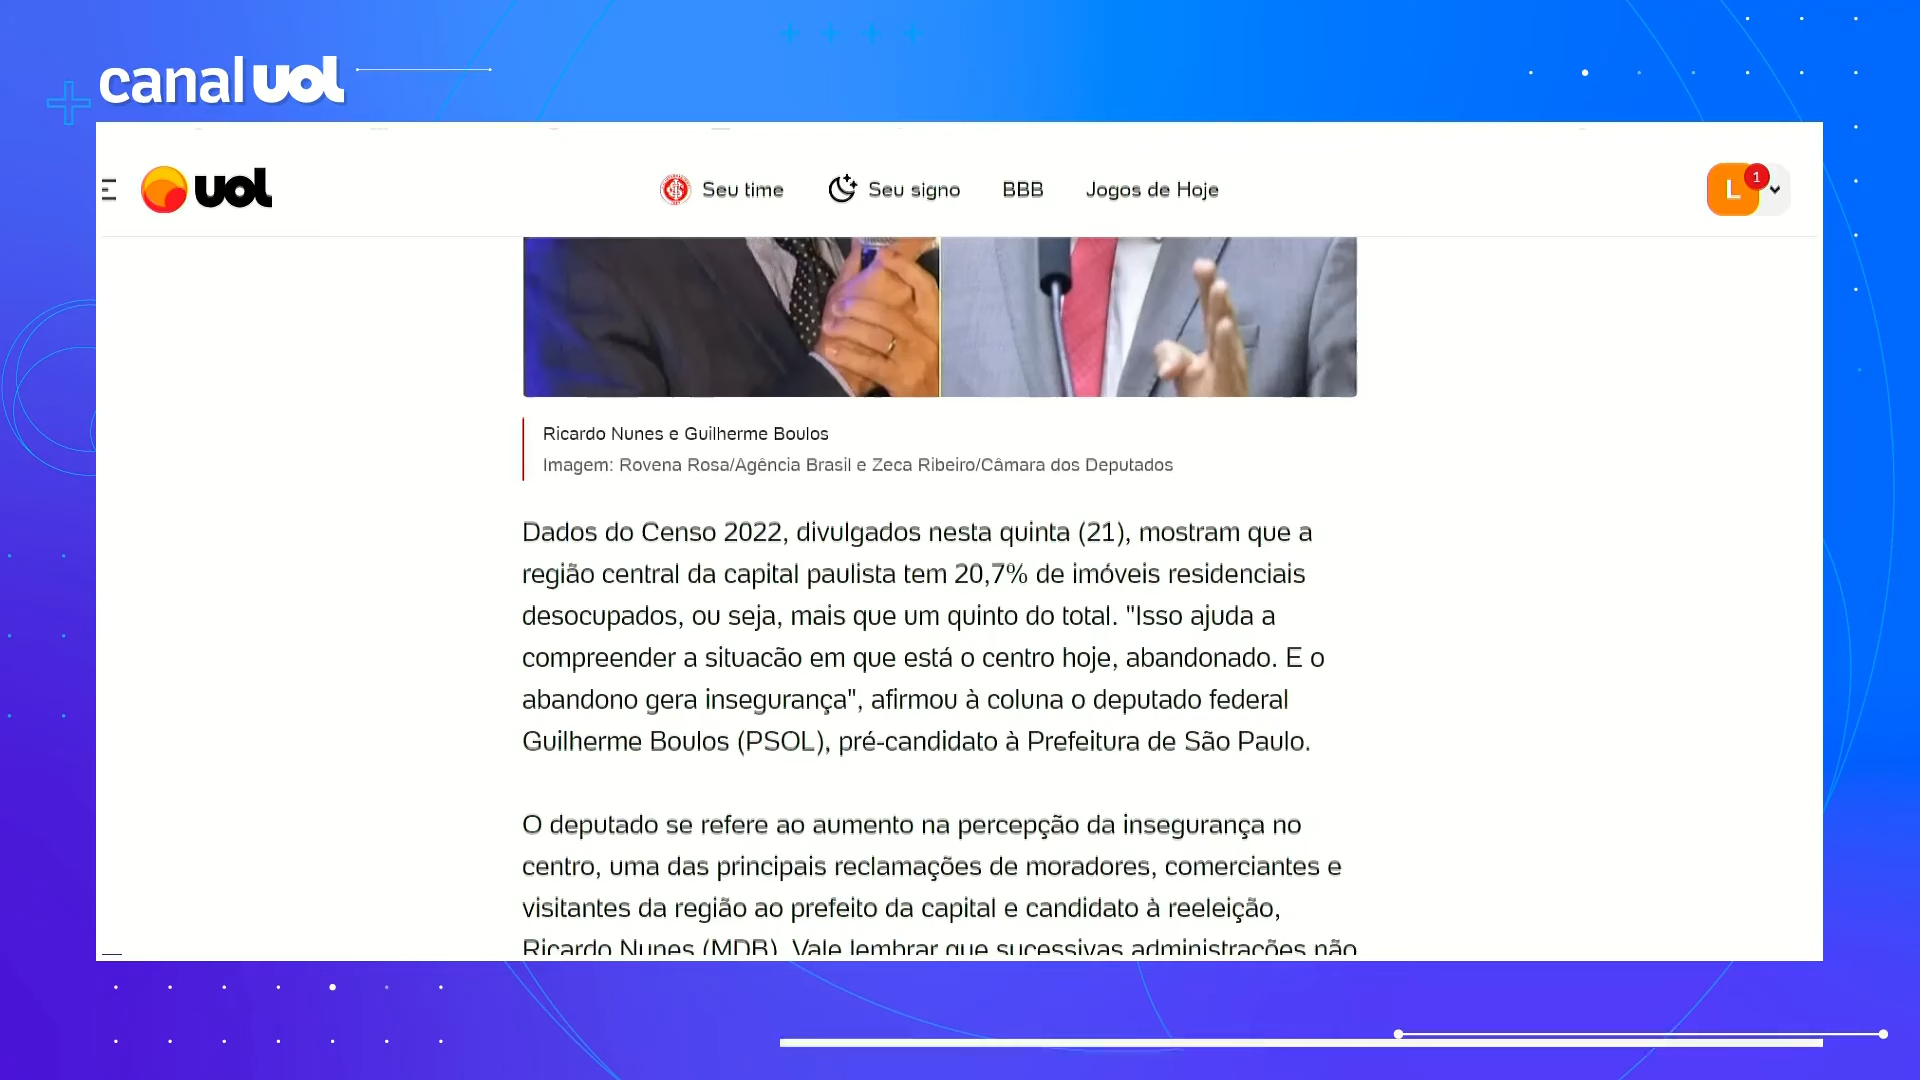 canal uol
uol
Seu time
Seu signo
BBB
Jogos de Hoje
L
1
Ricardo Nunes e Guilherme Boulos
Imagem: Rovena Rosa/Agência Brasil e Zeca Ribeiro/Câmara dos Deputados
Dados do Censo 2022, divulgados nesta quinta (21), mostram que a
região central da capital paulista tem 20,7% de imóveis residenciais
desocupados, ou seja, mais que um quinto do total. "Isso ajuda a
compreender a situacão em que está o centro hoje, abandonado. E o
abandono gera insegurança", afirmou à coluna o deputado federal
Guilherme Boulos (PSOL), pré-candidato à Prefeitura de São Paulo.
O deputado se refere ao aumento na percepção da insegurança no
centro, uma das principais reclamações de moradores, comerciantes e
visitantes da região ao prefeito da capital e candidato à reeleição,
Ricardo Nunes (MDB). Vale lembrar que sucessivas administrações não